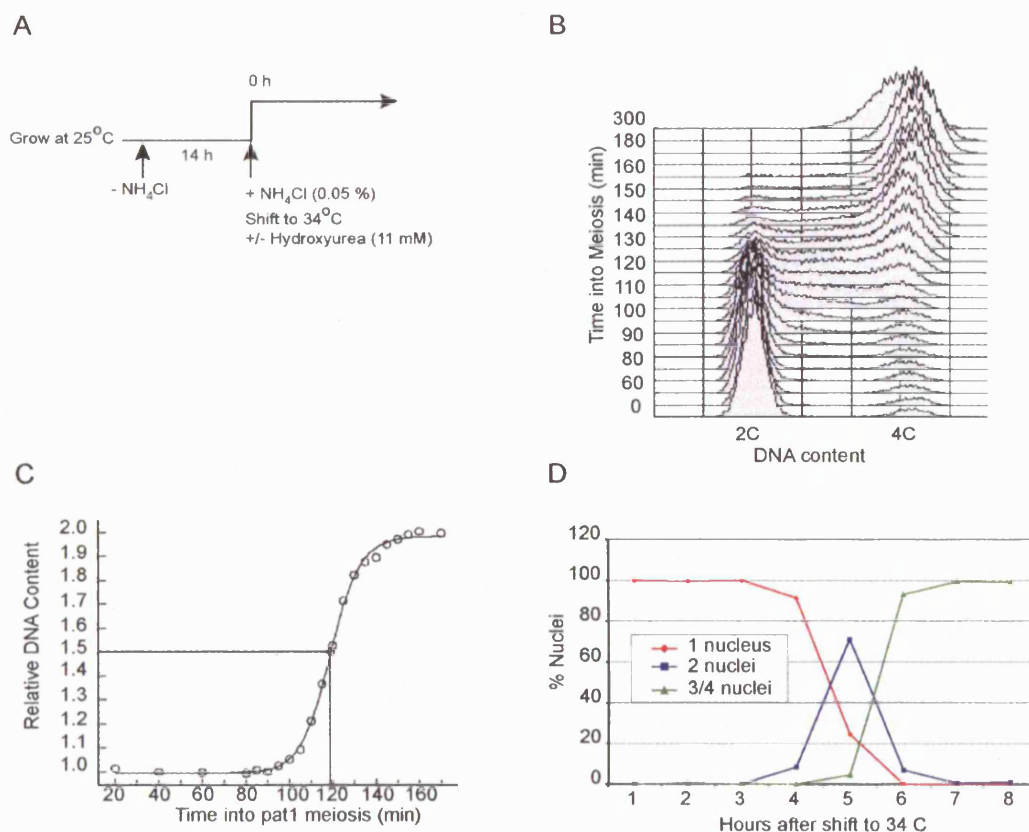 A
0 h
Grow at 25°C
14 h
- NH4Cl
+ NH4Cl (0.05 %)
Shift to 34°C
+/- Hydroxyurea (11 mM)
B
Time into Meiosis (min)
300
180
170
160
150
140
130
120
100
90
80
60
0
2C
4C
DNA content
C
Relative DNA Content
2.0
1.9
1.8
1.7
1.6
1.5
1.4
1.3
1.2
1.1
1.0
20 40 60 80 100 120 140 160
Time into pat1 meiosis (min)
D
% Nuclei
120
100
80
60
40
20
0
1 nucleus
2 nuclei
3/4 nuclei
1 2 3 4 5 6 7 8
Hours after shift to 34 C